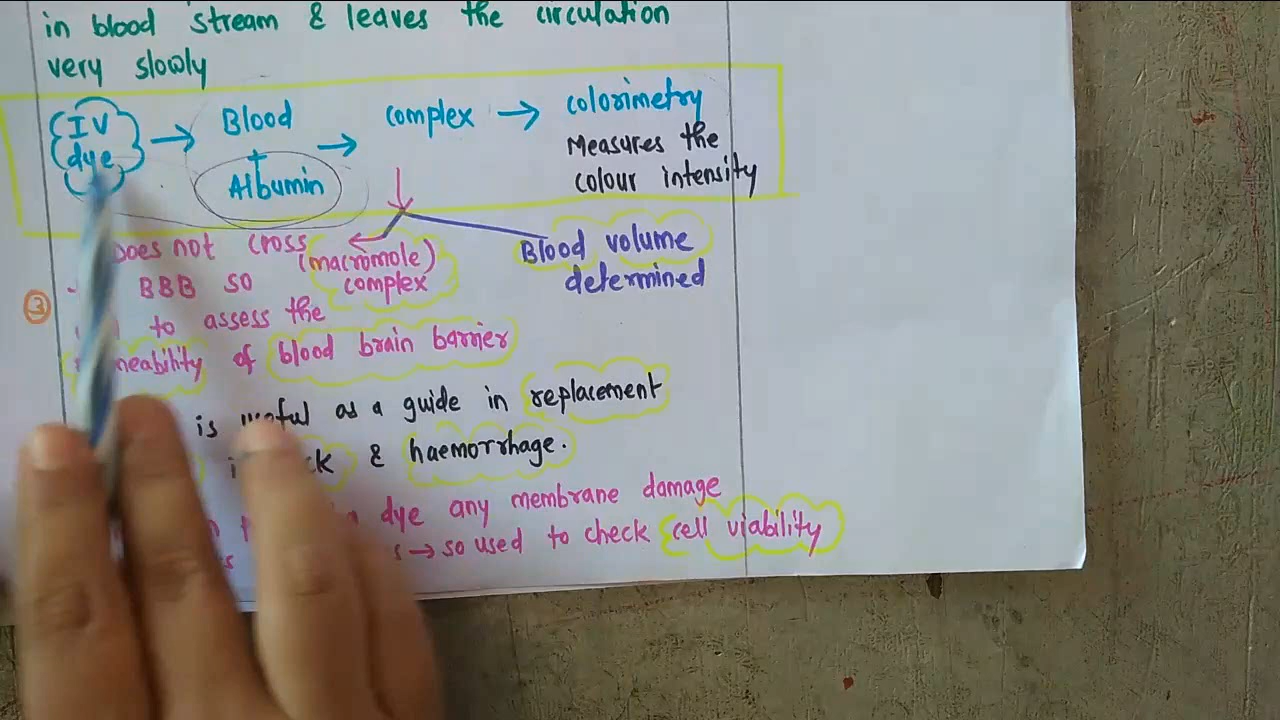 in blood stream & leaves the circulation
very slowly
IV dye → Blood + Albumin → complex → colorimetry
Measures the
colour intensity
Does not cross
(macromole)
complex
BBB so
Blood volume
determined
③
to assess the
of blood brain barrier
is useful as a guide in replacement
& haemorrhage.
dye any membrane damage
→ so used to check cell viability